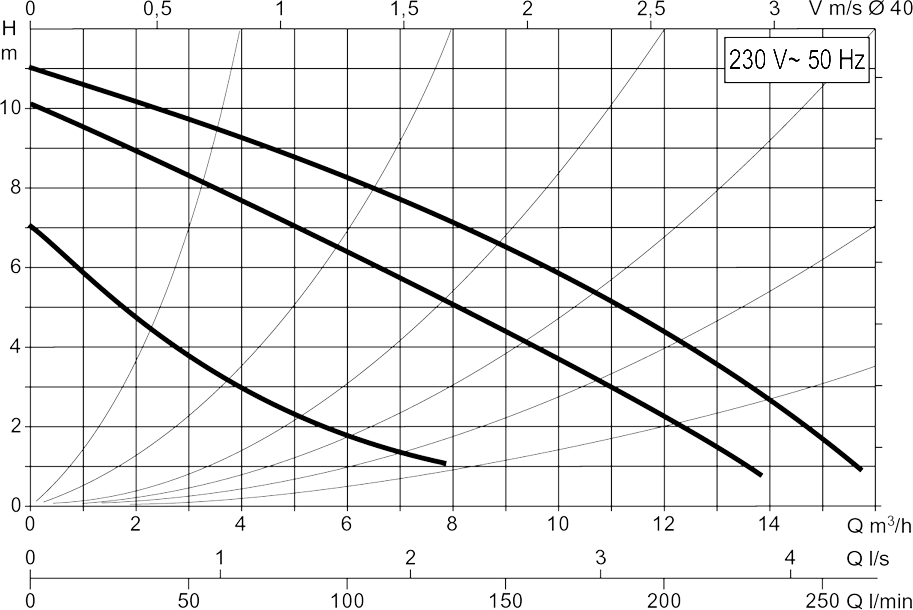 0 0,5 1 1,5 2 2,5 3 V m/s Ø 40
H
m
230 V~ 50 Hz
10
8
6
4
2
0
0 2 4 6 8 10 12 14 Q m³/h
0 1 2 3 4 Q l/s
0 50 100 150 200 250 Q l/min